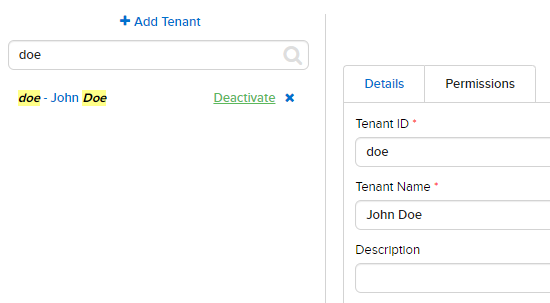 + Add Tenant
doe
doe - John Doe Deactivate ×
Details Permissions
Tenant ID *
doe
Tenant Name *
John Doe
Description